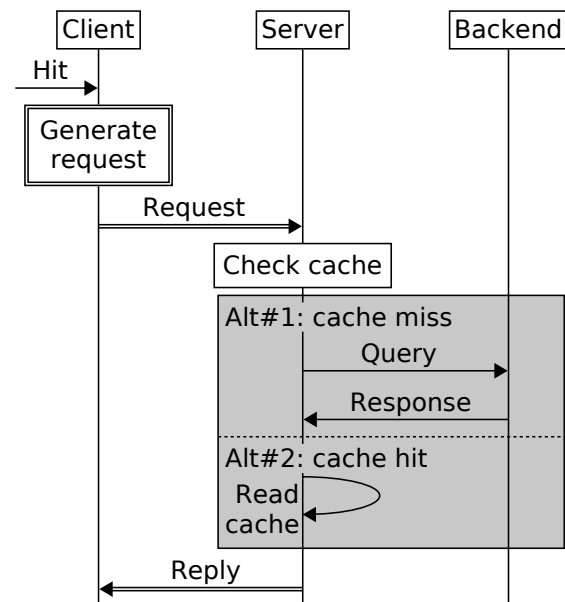 Client
Server
Backend
Hit
Generate
request
Request
Check cache
Alt#1: cache miss
Query
Response
Alt#2: cache hit
Read
cache
Reply